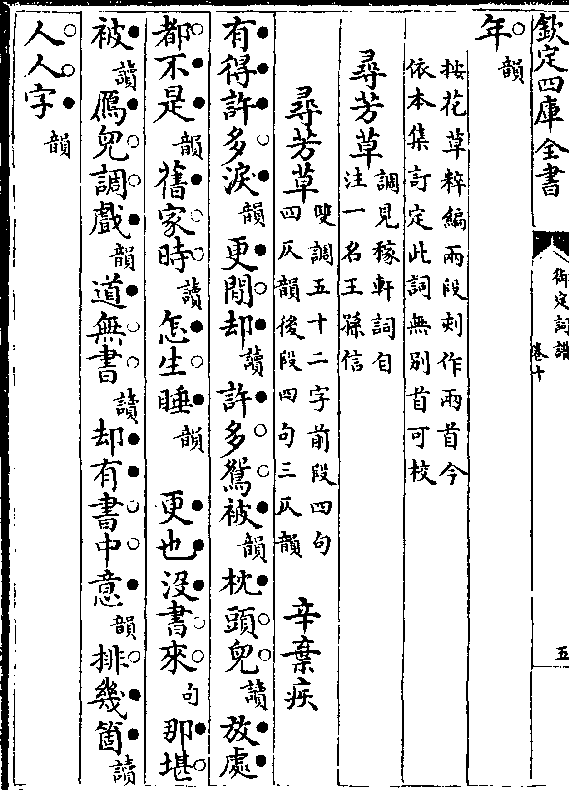 欽定四庫全書
御定詞譜
卷十
五
年韻
按花草粹編兩段刻作兩首今
依本集訂定此詞無別首可校
尋芳草調見稼軒詞自
注一名王孫信
尋芳草雙調五十二字前段四句
四仄韻後段四句三仄韻
辛棄疾
有得許多淚韻更閒却讀許多鴛被韻枕頭兒讀放處
都不是韻舊家時讀怎生睡韻更也没書來句那堪
被讀鴈兒調戲韻道無書讀却有書中意韻排幾箇讀
人人字韻